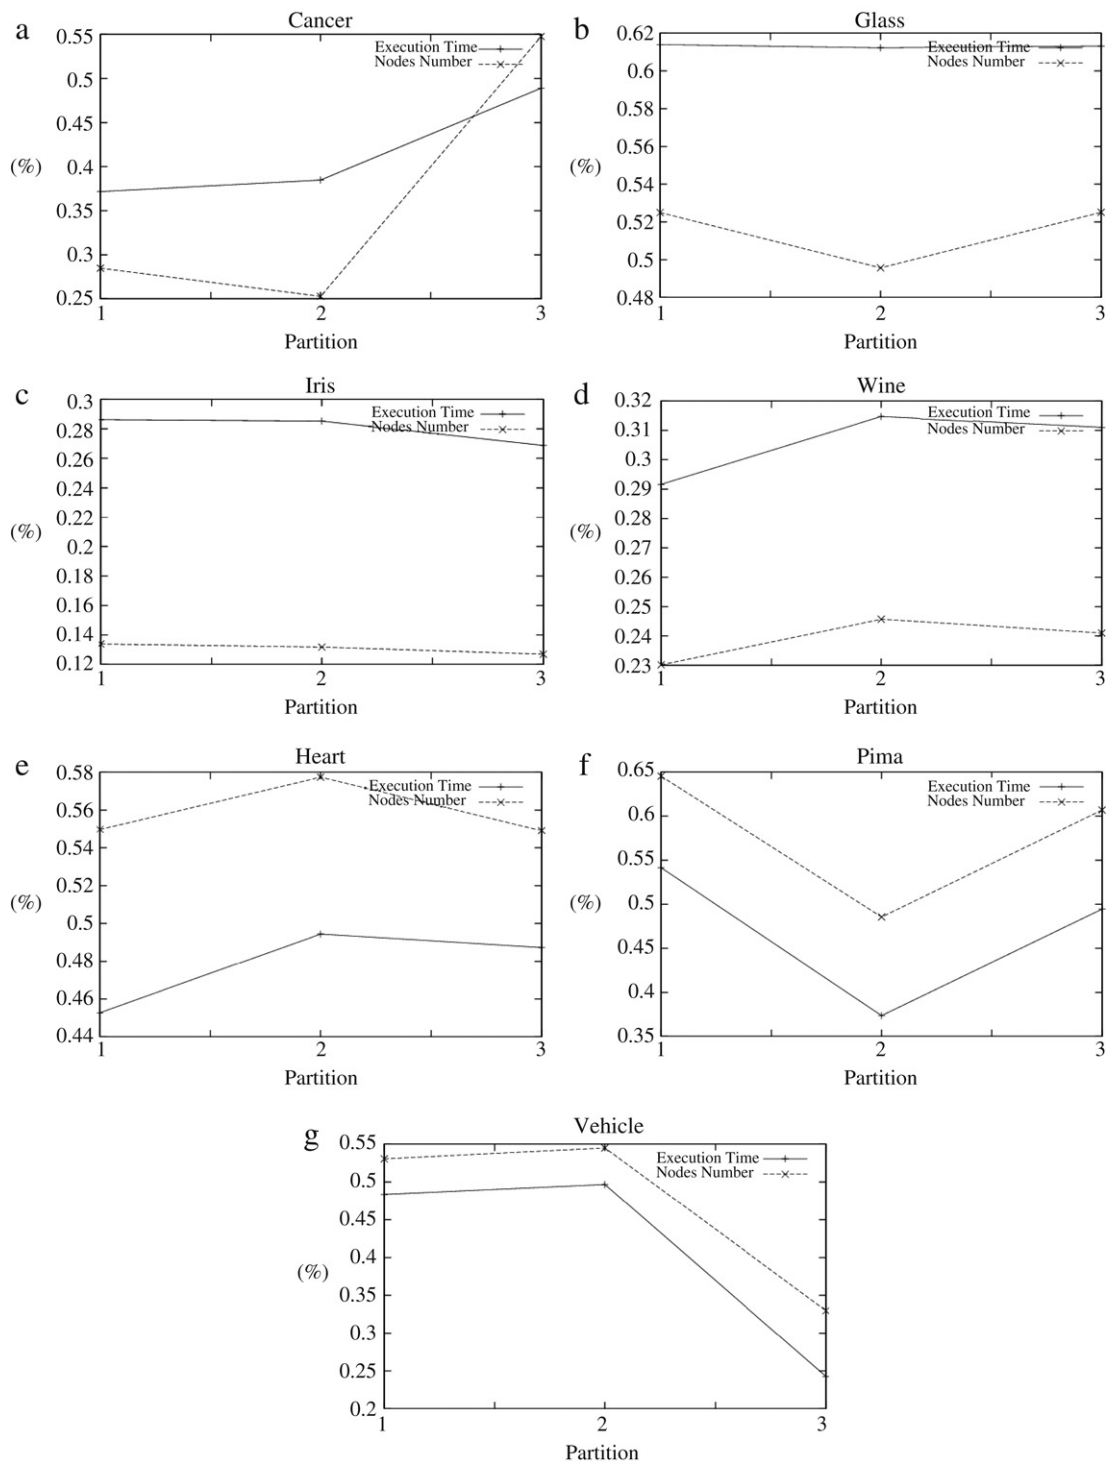 a
Cancer
0.55
0.5
0.45
0.4
0.35
0.3
0.25
(%)
Execution Time
Nodes Number
1 2 3
Partition
b
Glass
0.62
0.6
0.58
0.56
0.54
0.52
0.5
0.48
(%)
Execution Time
Nodes Number
1 2 3
Partition
c
Iris
0.3
0.28
0.26
0.24
0.22
0.2
0.18
0.16
0.14
0.12
(%)
Execution Time
Nodes Number
1 2 3
Partition
d
Wine
0.32
0.31
0.3
0.29
0.28
0.27
0.26
0.25
0.24
0.23
(%)
Execution Time
Nodes Number
1 2 3
Partition
e
Heart
0.58
0.56
0.54
0.52
0.5
0.48
0.46
0.44
(%)
Execution Time
Nodes Number
1 2 3
Partition
f
Pima
0.65
0.6
0.55
0.5
0.45
0.4
0.35
(%)
Execution Time
Nodes Number
1 2 3
Partition
g
Vehicle
0.55
0.5
0.45
0.4
0.35
0.3
0.25
0.2
(%)
Execution Time
Nodes Number
1 2 3
Partition